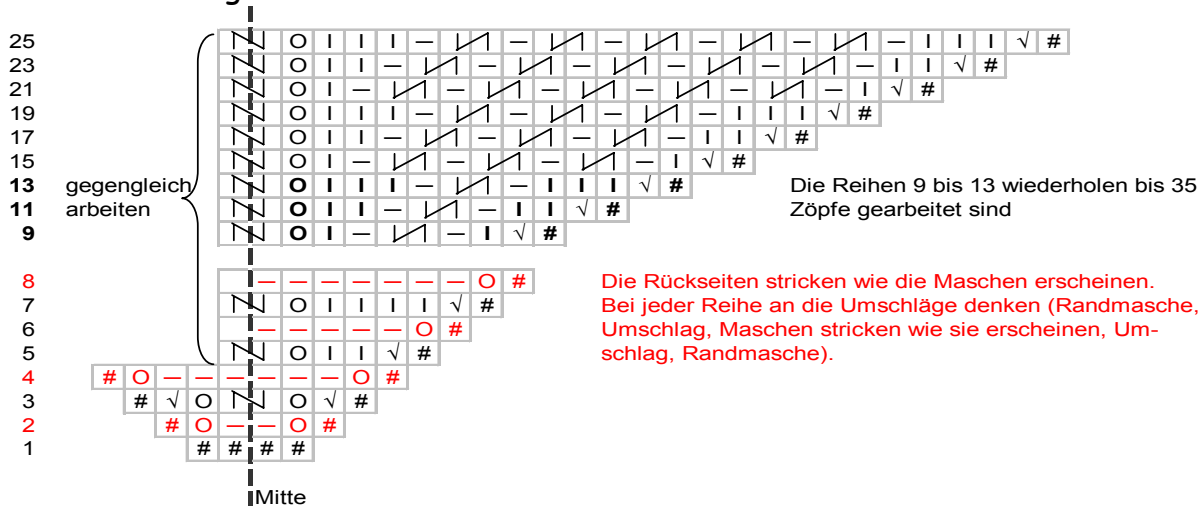 25 O I I I – – – – – – I I I √ #
23 O I I – – – – – – I I √ #
21 O I – – – – – – I √ #
19 O I I I – – – – I I I √ #
17 O I I – – – – I I √ #
15 O I – – – – I √ #
13 gegengleich O I I I – – I I I √ # Die Reihen 9 bis 13 wiederholen bis 35
11 arbeiten O I I – – I I √ # Zöpfe gearbeitet sind
9 O I – – I √ #
8 – – – – – – – O # Die Rückseiten stricken wie die Maschen erscheinen.
7 O I I I I √ # Bei jeder Reihe an die Umschläge denken (Randmasche,
6 – – – – – O # Umschlag, Maschen stricken wie sie erscheinen, Um-
5 O I I √ # schlag, Randmasche).
4 # O – – – – – – O #
3 # √ O O √ #
2 # O – – O #
1 # # # #
Mitte